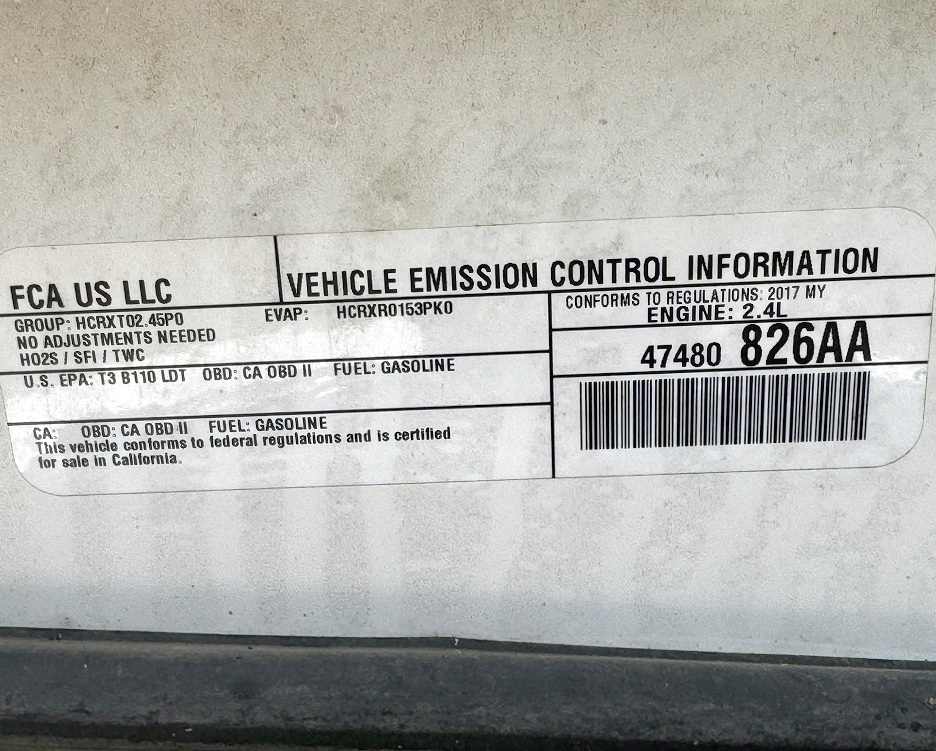 FCA US LLC
VEHICLE EMISSION CONTROL INFORMATION
GROUP: HCRXT02.45P0 EVAP: HCRXR0153PK0
NO ADJUSTMENTS NEEDED
HO2S / SFI / TWC
U.S. EPA: T3 B110 LDT OBD: CA OBD II FUEL: GASOLINE
CA: OBD: CA OBD II FUEL: GASOLINE
This vehicle conforms to federal regulations and is certified
for sale in California.
CONFORMS TO REGULATIONS: 2017 MY
ENGINE: 2.4L
47480 826AA